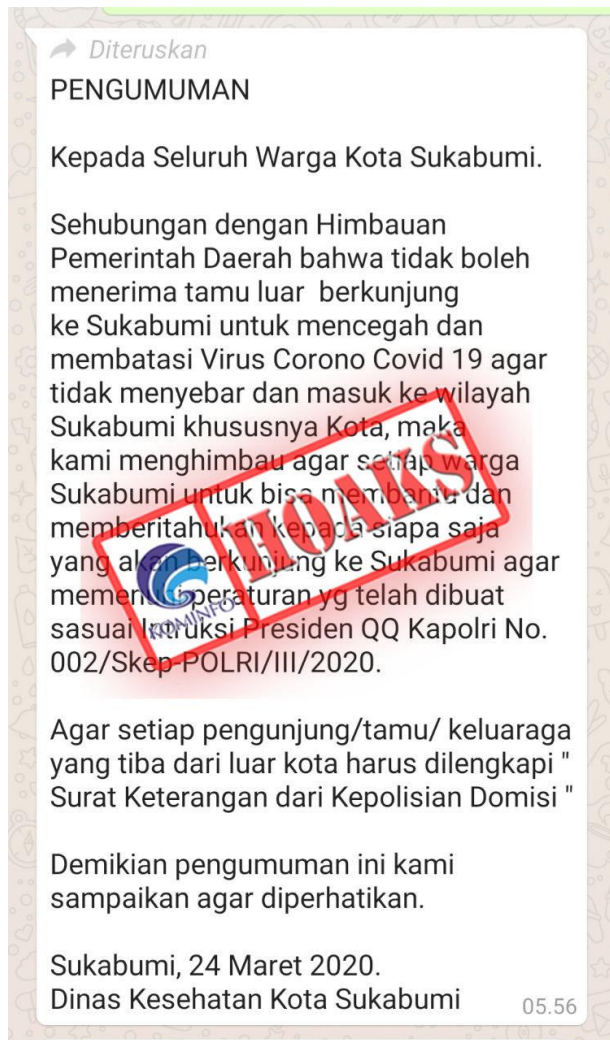 Diteruskan
PENGUMUMAN
Kepada Seluruh Warga Kota Sukabumi.
Sehubungan dengan Himbauan
Pemerintah Daerah bahwa tidak boleh
menerima tamu luar berkunjung
ke Sukabumi untuk mencegah dan
membatasi Virus Corono Covid 19 agar
tidak menyebar dan masuk ke wilayah
Sukabumi khususnya Kota, maka
kami menghimbau agar setiap warga
Sukabumi untuk bisa membantu dan
memberitahukan kepada siapa saja
yang akan berkunjung ke Sukabumi agar
memenuhi peraturan yg telah dibuat
sasuai Intruksi Presiden QQ Kapolri No.
002/Skep-POLRI/III/2020.
HOAKS
KOMINFO
Agar setiap pengunjung/tamu/ keluaraga
yang tiba dari luar kota harus dilengkapi "
Surat Keterangan dari Kepolisian Domisi "
Demikian pengumuman ini kami
sampaikan agar diperhatikan.
Sukabumi, 24 Maret 2020.
Dinas Kesehatan Kota Sukabumi
05.56